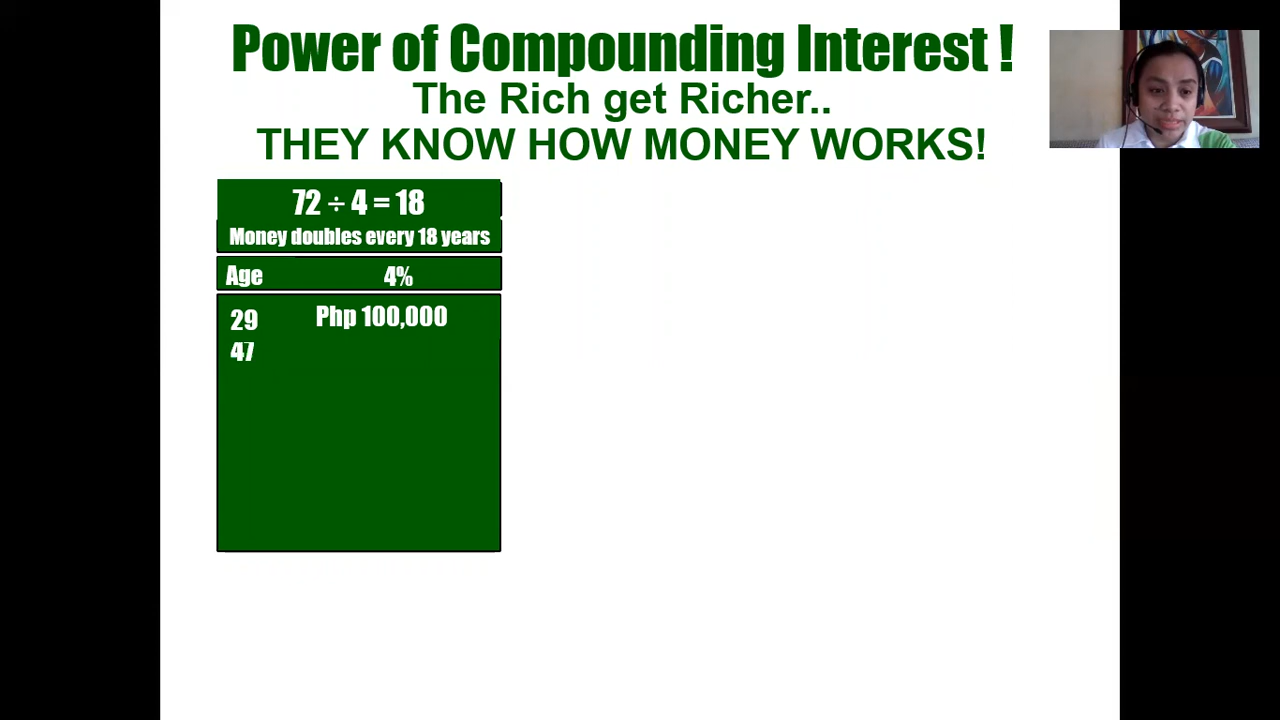 Power of Compounding Interest !
The Rich get Richer..
THEY KNOW HOW MONEY WORKS!
72 ÷ 4 = 18
Money doubles every 18 years
Age 4%
29 Php 100,000
47